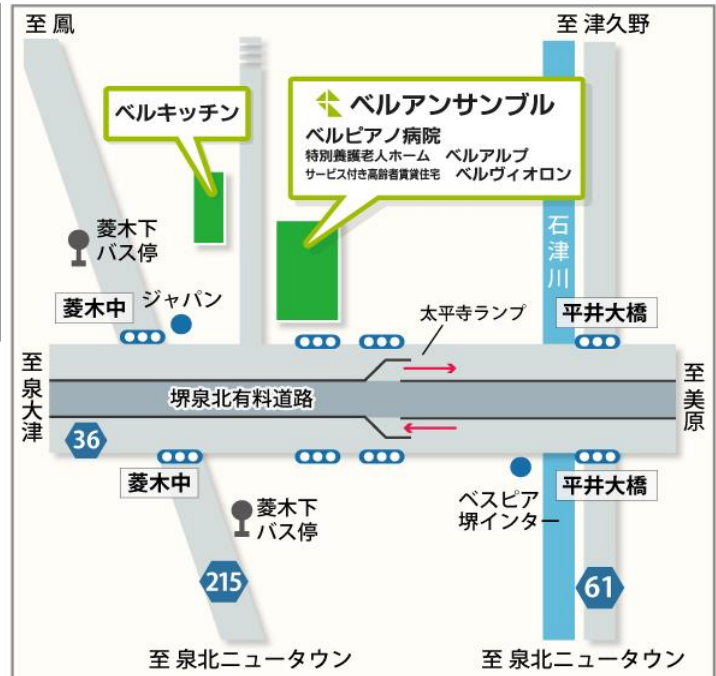 至 鳳
至 津久野
ベルキッチン
ベルアンサンブル
ベルピアノ病院
特別養護老人ホーム ベルアルプ
サービス付き高齢者賃貸住宅 ベルヴィオロン
石津川
菱木下
バス停
菱木中
ジャパン
太平寺ランプ
平井大橋
至 泉大津
堺泉北有料道路
至 美原
36
菱木中
ベスピア
堺インター
平井大橋
菱木下
バス停
215
61
至 泉北ニュータウン
至 泉北ニュータウン